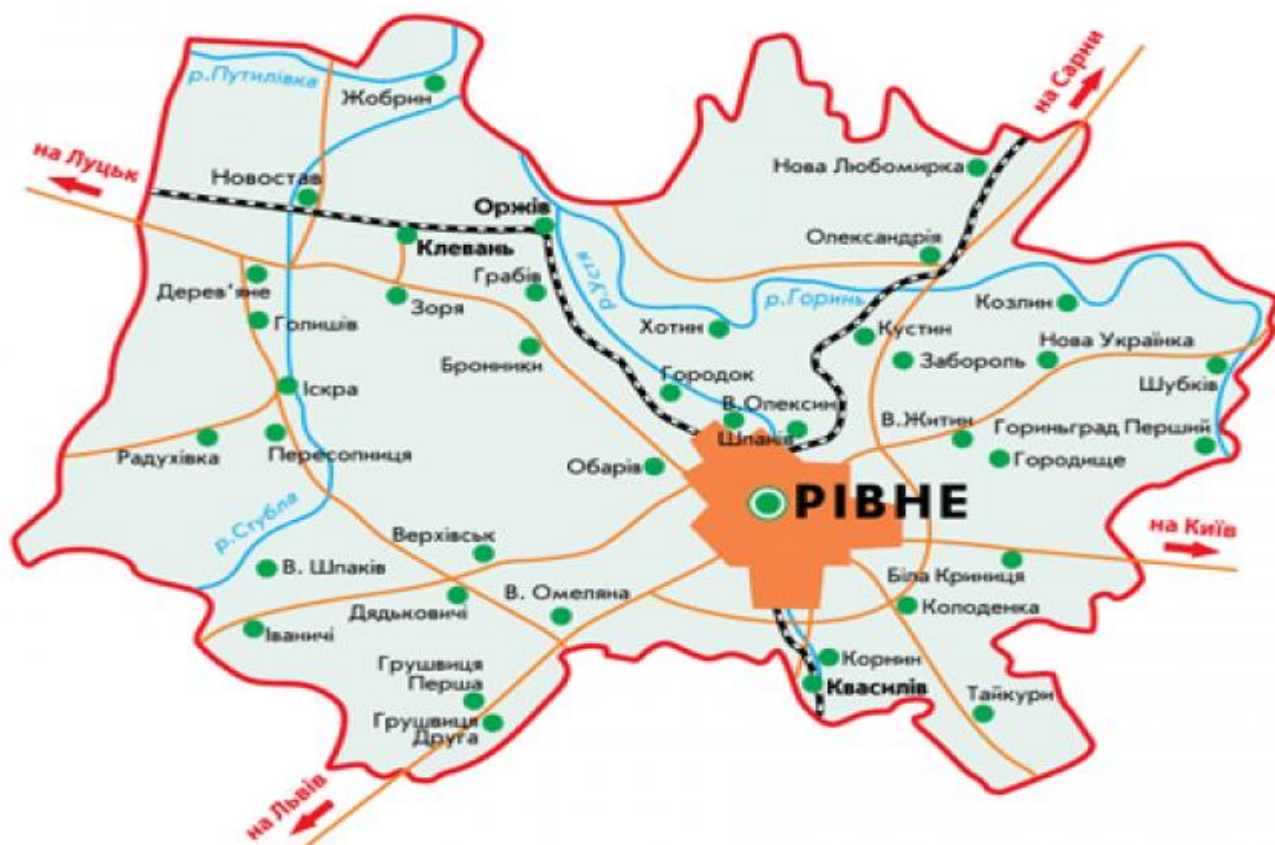 р.Путилівка
Жобрин
на Сарни
на Луцьк
Новостав
Нова Любомирка
Оржів
Клевань
Олександрія
Грабів
р.Устя
Дерев'яне
Зоря
р.Горинь
Козлин
Голишів
Хотин
Кустин
Бронники
Забороль
Нова Українка
Іскра
Городок
Шубків
В.Олексин
Шпанів
В.Житин
Гориньград Перший
Радухівка
Пересопниця
Обарів
Городище
РІВНЕ
р.Стубла
на Київ
Верхівськ
В. Шпаків
Біла Криниця
Дядьковичі
В. Омеляна
Колоденка
Іваничі
Грушвиця
Перша
Корнин
Квасилів
Тайкури
Грушвиця
Друга
на Львів